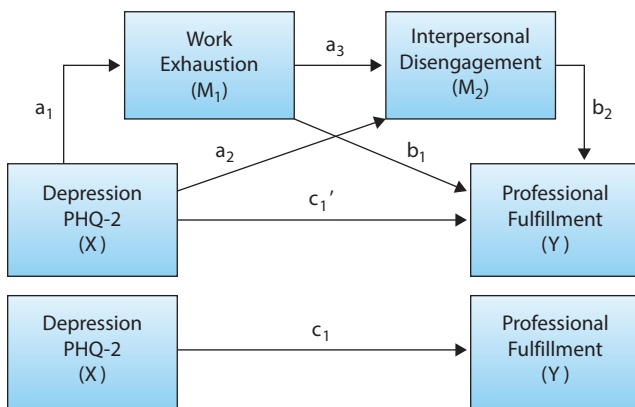 Work
Exhaustion
(M₁)
a₃
Interpersonal
Disengagement
(M₂)
a₁
a₂
b₁
b₂
Depression
PHQ-2
(X)
c₁′
Professional
Fulfillment
(Y)
Depression
PHQ-2
(X)
c₁
Professional
Fulfillment
(Y)